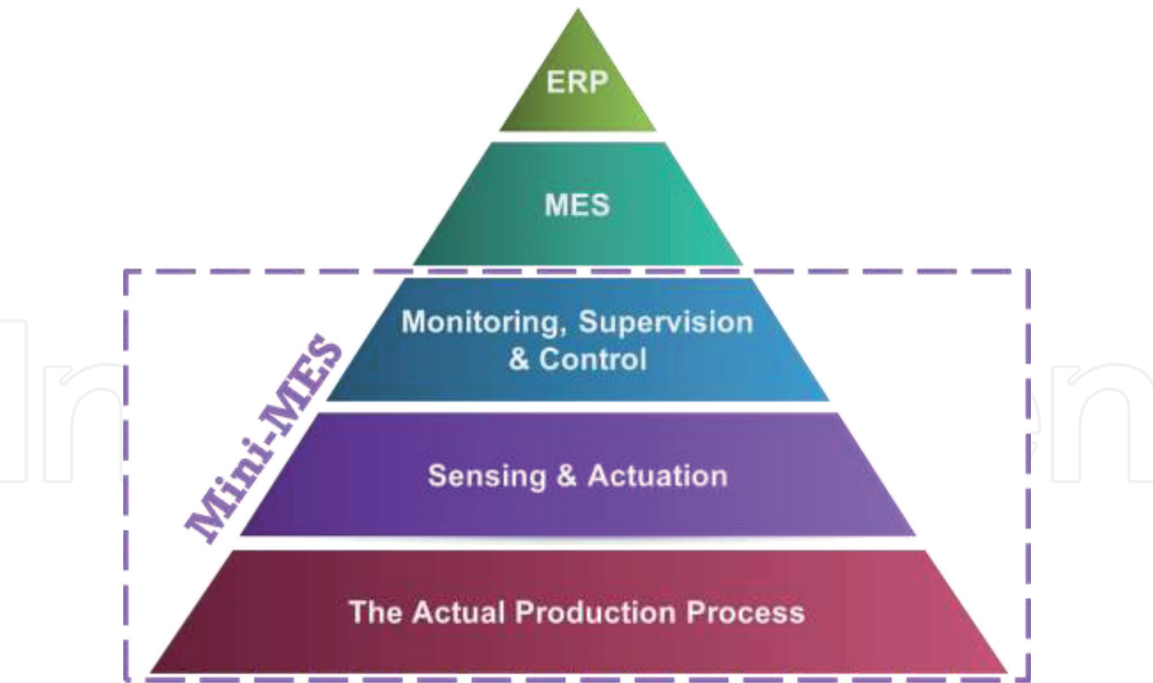 ERP
MES
Monitoring, Supervision
& Control
Mini-MES
Sensing & Actuation
The Actual Production Process